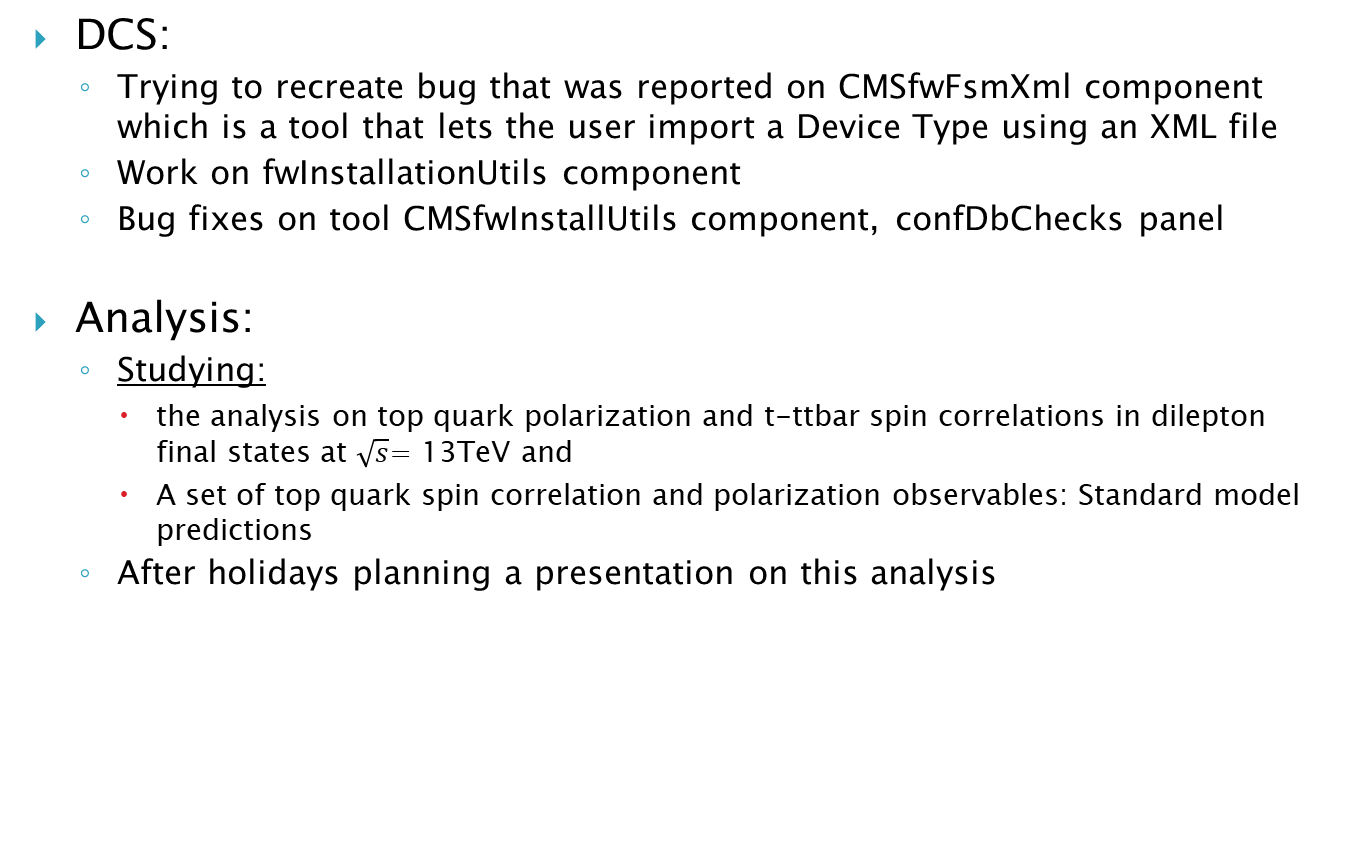 DCS:
Trying to recreate bug that was reported on CMSfwFsmXml component
which is a tool that lets the user import a Device Type using an XML file
Work on fwInstallationUtils component
Bug fixes on tool CMSfwInstallUtils component, confDbChecks panel
Analysis:
Studying:
the analysis on top quark polarization and t-ttbar spin correlations in dilepton
final states at √s= 13TeV and
A set of top quark spin correlation and polarization observables: Standard model
predictions
After holidays planning a presentation on this analysis